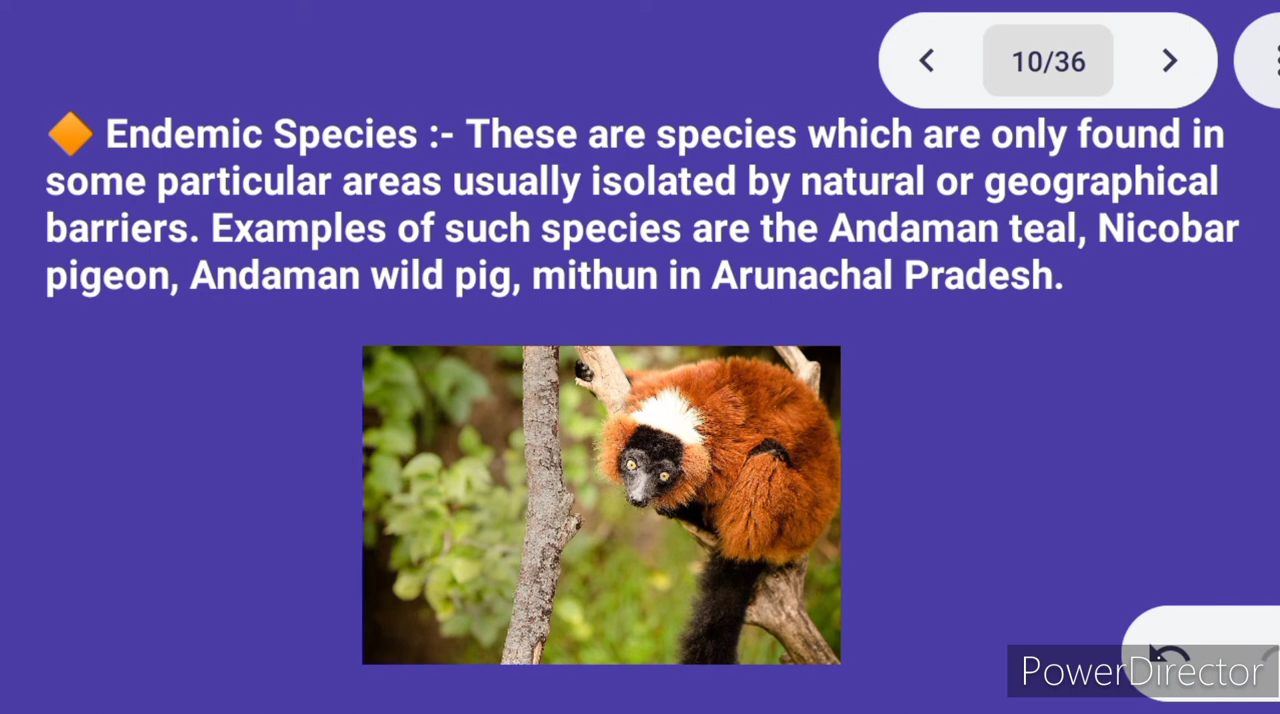 10/36
🔶 Endemic Species :- These are species which are only found in
some particular areas usually isolated by natural or geographical
barriers. Examples of such species are the Andaman teal, Nicobar
pigeon, Andaman wild pig, mithun in Arunachal Pradesh.
PowerDirector